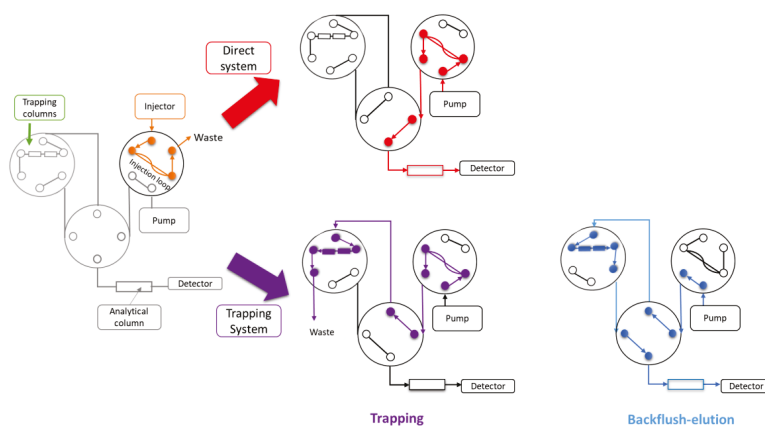 Direct
system
Pump
Detector
Trapping
columns
Injector
Waste
Injection loop
Pump
Detector
Analytical
column
Trapping
System
Waste
Pump
Detector
Trapping
Pump
Detector
Backflush-elution